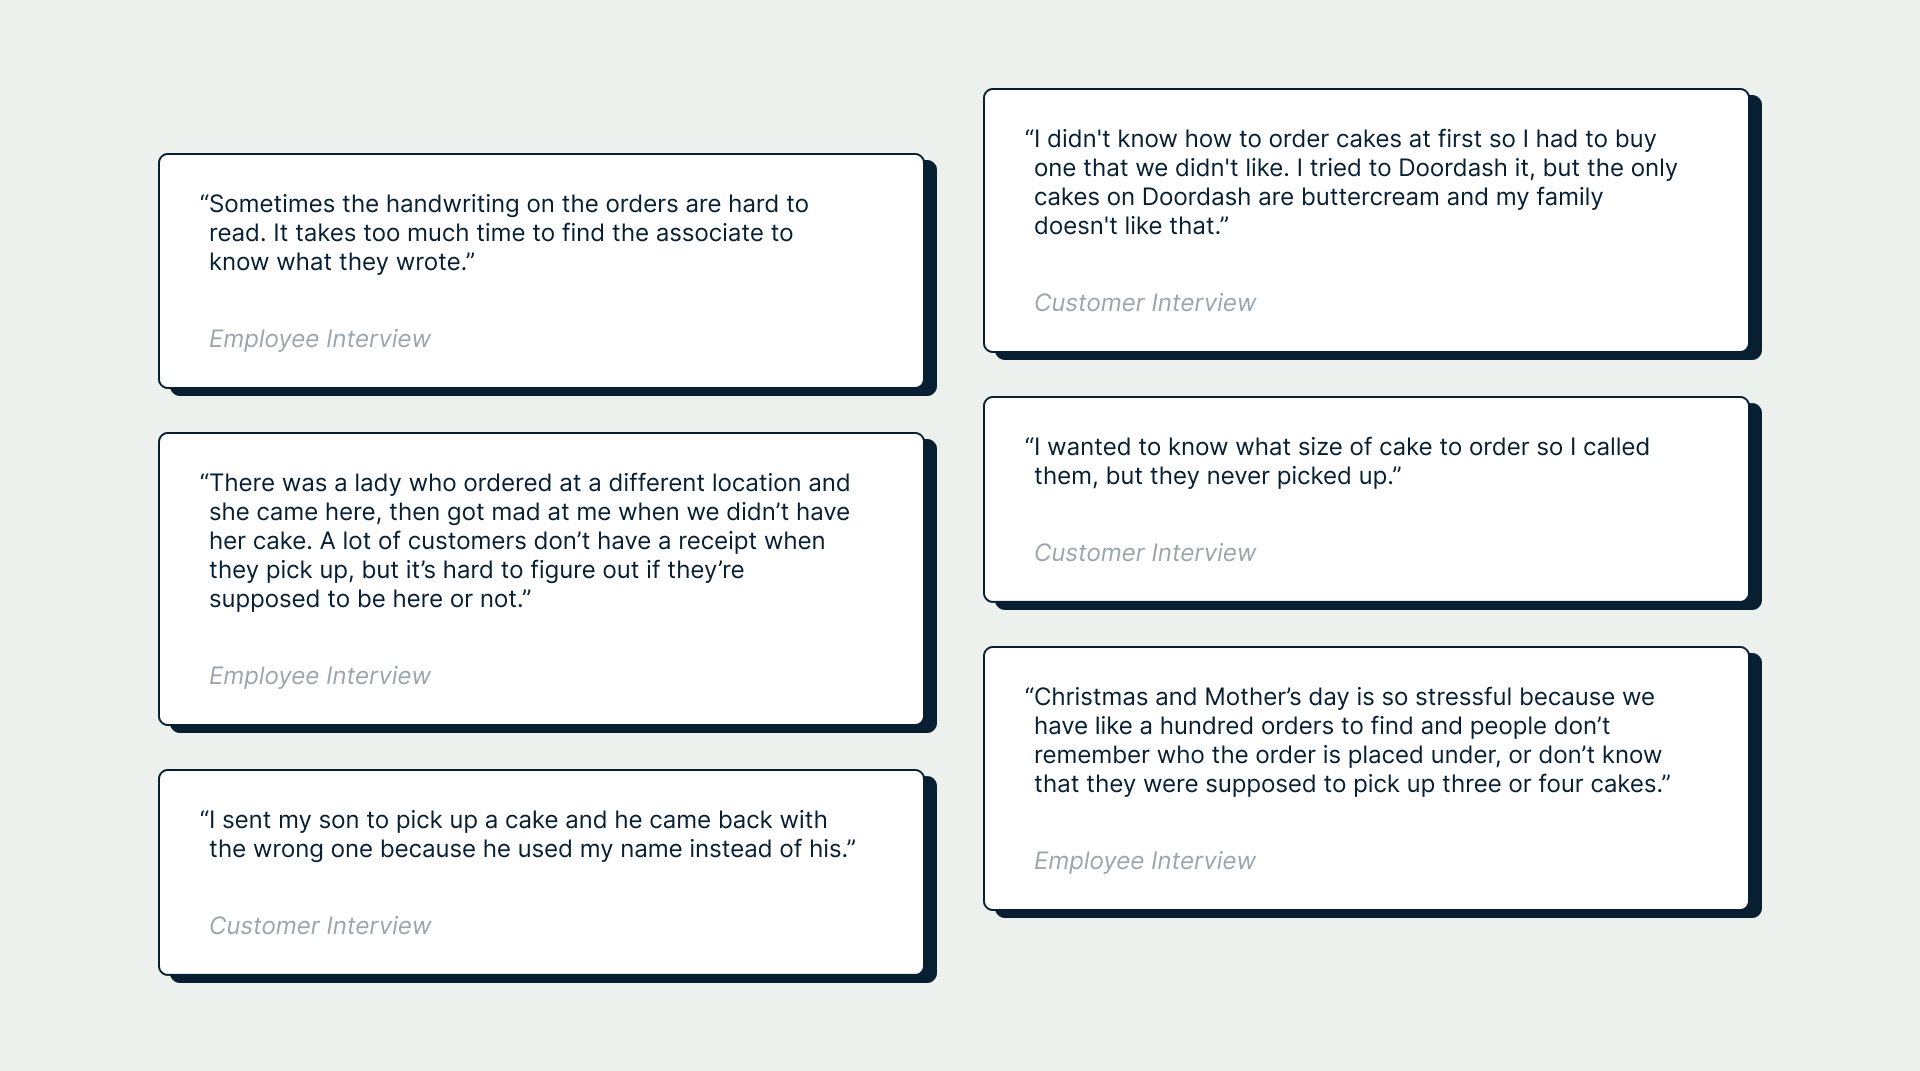 “Sometimes the handwriting on the orders are hard to
read. It takes too much time to find the associate to
know what they wrote.”
Employee Interview
“There was a lady who ordered at a different location and
she came here, then got mad at me when we didn’t have
her cake. A lot of customers don’t have a receipt when
they pick up, but it’s hard to figure out if they’re
supposed to be here or not.”
Employee Interview
“I sent my son to pick up a cake and he came back with
the wrong one because he used my name instead of his.”
Customer Interview
“I didn't know how to order cakes at first so I had to buy
one that we didn't like. I tried to Doordash it, but the only
cakes on Doordash are buttercream and my family
doesn't like that.”
Customer Interview
“I wanted to know what size of cake to order so I called
them, but they never picked up.”
Customer Interview
“Christmas and Mother’s day is so stressful because we
have like a hundred orders to find and people don’t
remember who the order is placed under, or don’t know
that they were supposed to pick up three or four cakes.”
Employee Interview